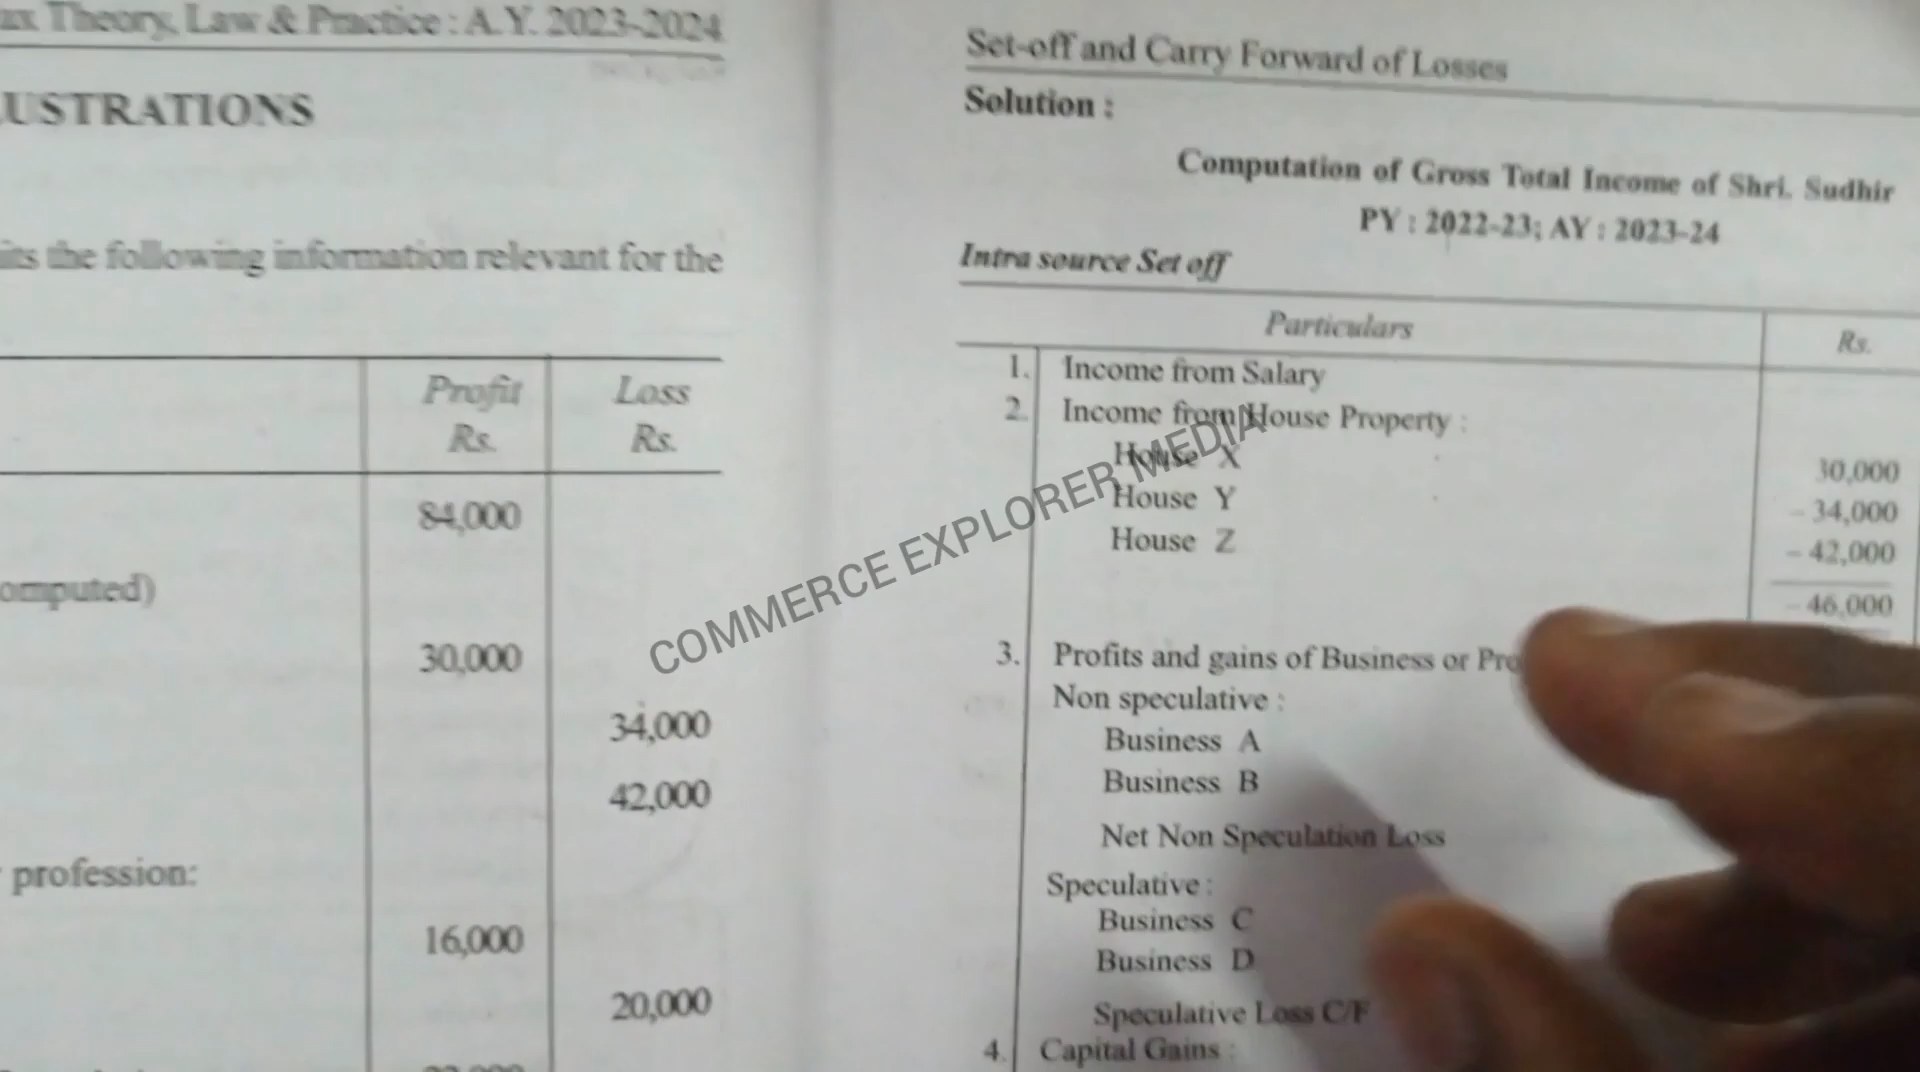 Theory, Law & Practice : A.Y. 2023-2024
USTRATIONS
its the following information relevant for the
Profit Loss
Rs. Rs.
84,000
omputed)
30,000
34,000
42,000
profession:
16,000
20,000
Set-off and Carry Forward of Losses
Solution :
Computation of Gross Total Income of Shri. Sudhir
PY : 2022-23; AY : 2023-24
Intra source Set off
Particulars Rs.
1. Income from Salary
2. Income from House Property :
House X 30,000
House Y - 34,000
House Z - 42,000
- 46,000
3. Profits and gains of Business or Pro
Non speculative :
Business A
Business B
Net Non Speculation Loss
Speculative :
Business C
Business D
Speculative Loss C/F
4. Capital Gains :
COMMERCE EXPLORER MEDIA